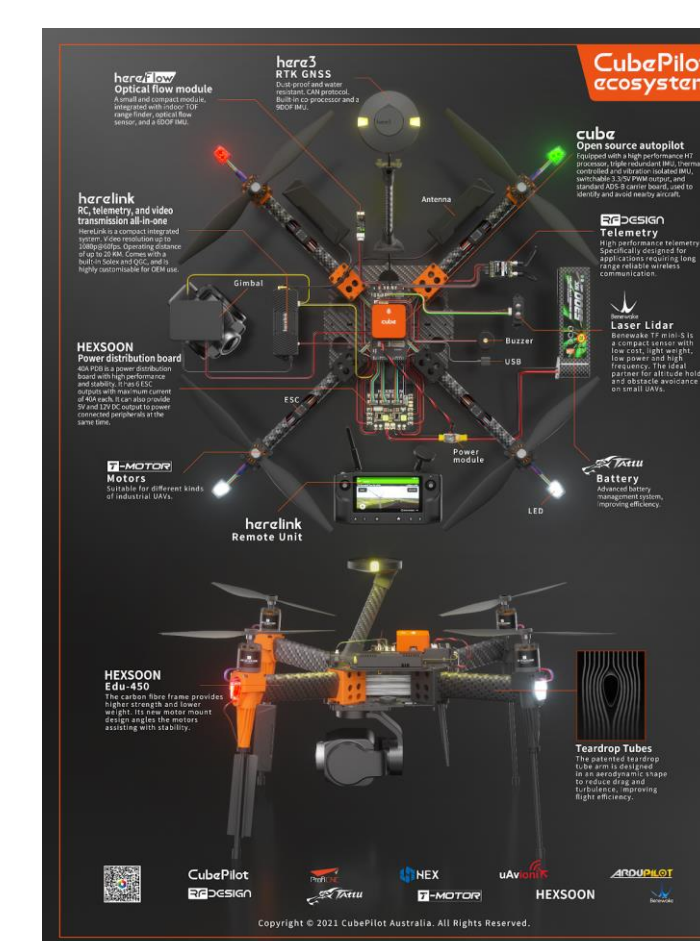 CubePilot
ecosystem
here3
RTK GNSS
Dust-proof and water
resistant. CAN protocol.
Built-in co-processor and a
9DOF IMU.
here/Flow
Optical flow module
A small and compact module,
integrated with indoor TOF
range finder, optical flow
sensor, and a 6DOF IMU.
cube
Open source autopilot
Equipped with a high performance H7
processor, triple redundant IMU, thermal
controlled and vibration isolated IMU,
switchable 3.3/5V PWM output, and
standard ADS-B carrier board, used to
identify and avoid nearby aircraft.
herelink
RC, telemetry, and video
transmission all-in-one
HereLink is a compact integrated
system. Video resolution up to
1080p@60fps. Operating distance
of up to 20 KM. Comes with a
built-in Solex and QGC, and is
highly customisable for OEM use.
Antenna
RFDESIGN
Telemetry
High performance telemetry
Specifically designed for
applications requiring long
range reliable wireless
communication.
Gimbal
herelink
cube
5300
Benewake
Laser Lidar
Benewake TF mini-S is
a compact sensor with
low cost, light weight,
low power and high
frequency. The ideal
partner for altitude hold
and obstacle avoidance
on small UAVs.
HEXSOON
Power distribution board
40A PDB is a power distribution
board with high performance
and stability. It has 6 ESC
outputs with maximum current
of 40A each. It can also provide
5V and 12V DC output to power
connected peripherals at the
same time.
Buzzer
USB
ESC
Power
module
T-MOTOR
Motors
Suitable for different kinds
of industrial UAVs.
TATTU
Battery
Advanced battery
management system,
improving efficiency.
LED
herelink
Remote Unit
HEXSOON
Edu-450
The carbon fibre frame provides
higher strength and lower
weight. Its new motor mount
design angles the motors
assisting with stability.
Teardrop Tubes
The patented teardrop
tube arm is designed
in an aerodynamic shape
to reduce drag and
turbulence, improving
flight efficiency.
CubePilot
ProfiCNC
HEX
uAvionix
ARDUPILOT
RFDESIGN
TATTU
T-MOTOR
HEXSOON
Benewake
Copyright © 2021 CubePilot Australia. All Rights Reserved.